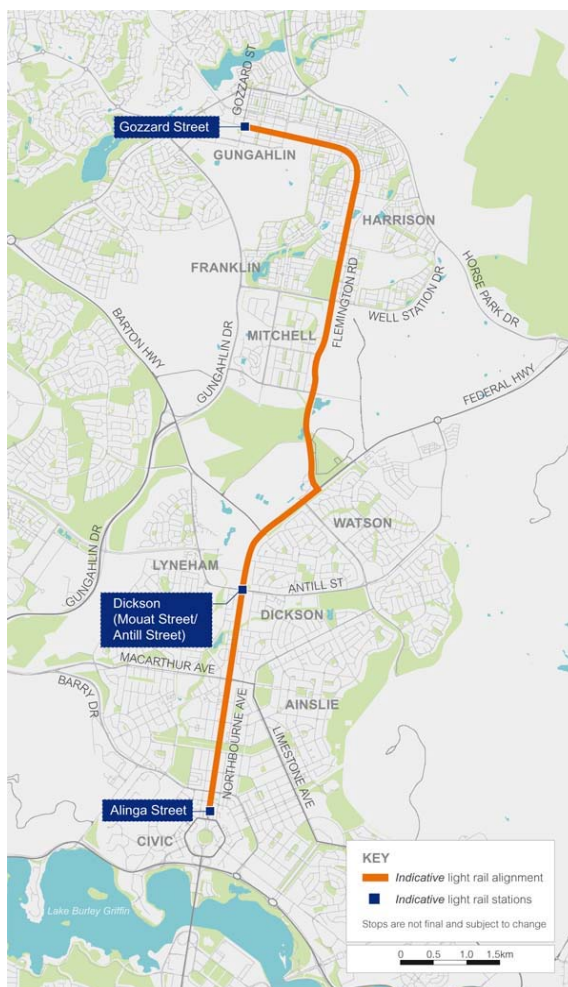 GOZZARD ST
Gozzard Street
GUNGAHLIN
HARRISON
FRANKLIN
FLEMINGTON RD
WELL STATION DR
HORSE PARK DR
BARTON HWY
GUNGAHLIN DR
MITCHELL
FEDERAL HWY
WATSON
LYNEHAM
GUNGAHLIN DR
ANTILL ST
Dickson
(Mouat Street/
Antill Street)
DICKSON
MACARTHUR AVE
BARRY DR
AINSLIE
NORTHBOURNE AVE
LIMESTONE AVE
Alinga Street
CIVIC
Lake Burley Griffin
KEY
Indicative light rail alignment
Indicative light rail stations
Stops are not final and subject to change
0 0.5 1.0 1.5km